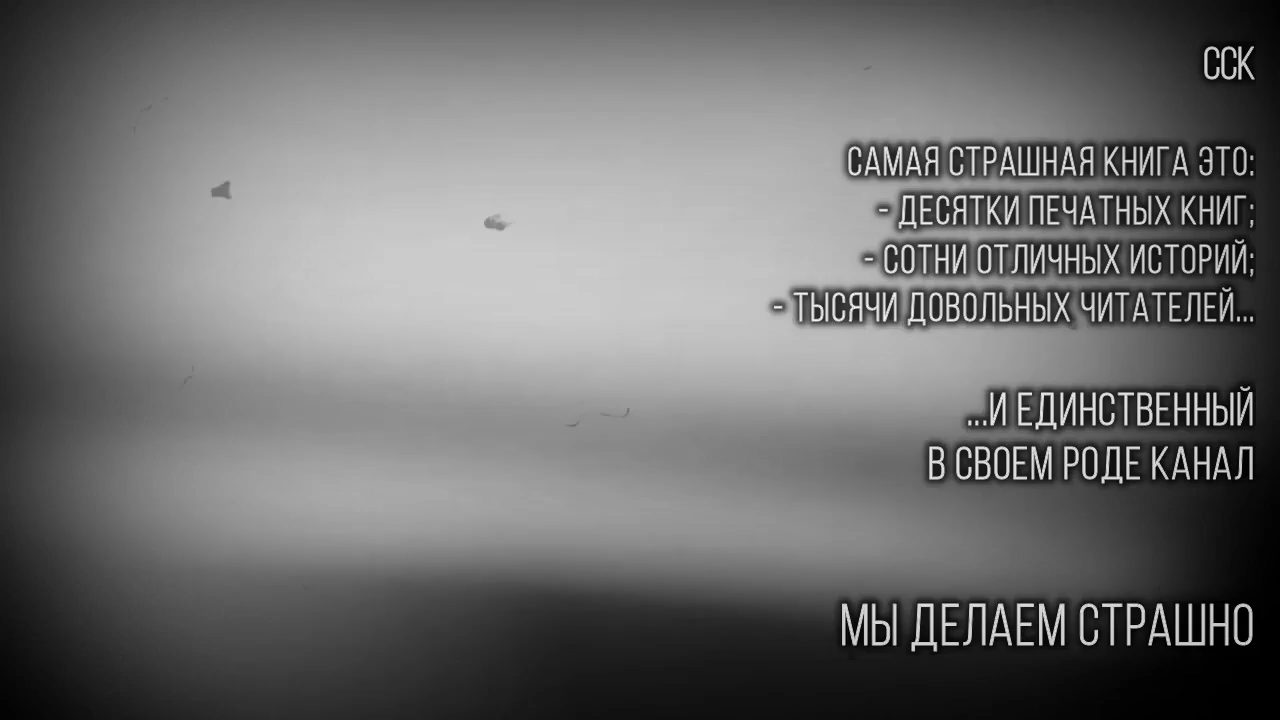 ССК
САМАЯ СТРАШНАЯ КНИГА ЭТО:
- ДЕСЯТКИ ПЕЧАТНЫХ КНИГ;
- СОТНИ ОТЛИЧНЫХ ИСТОРИЙ;
- ТЫСЯЧИ ДОВОЛЬНЫХ ЧИТАТЕЛЕЙ...
...И ЕДИНСТВЕННЫЙ
В СВОЕМ РОДЕ КАНАЛ
МЫ ДЕЛАЕМ СТРАШНО